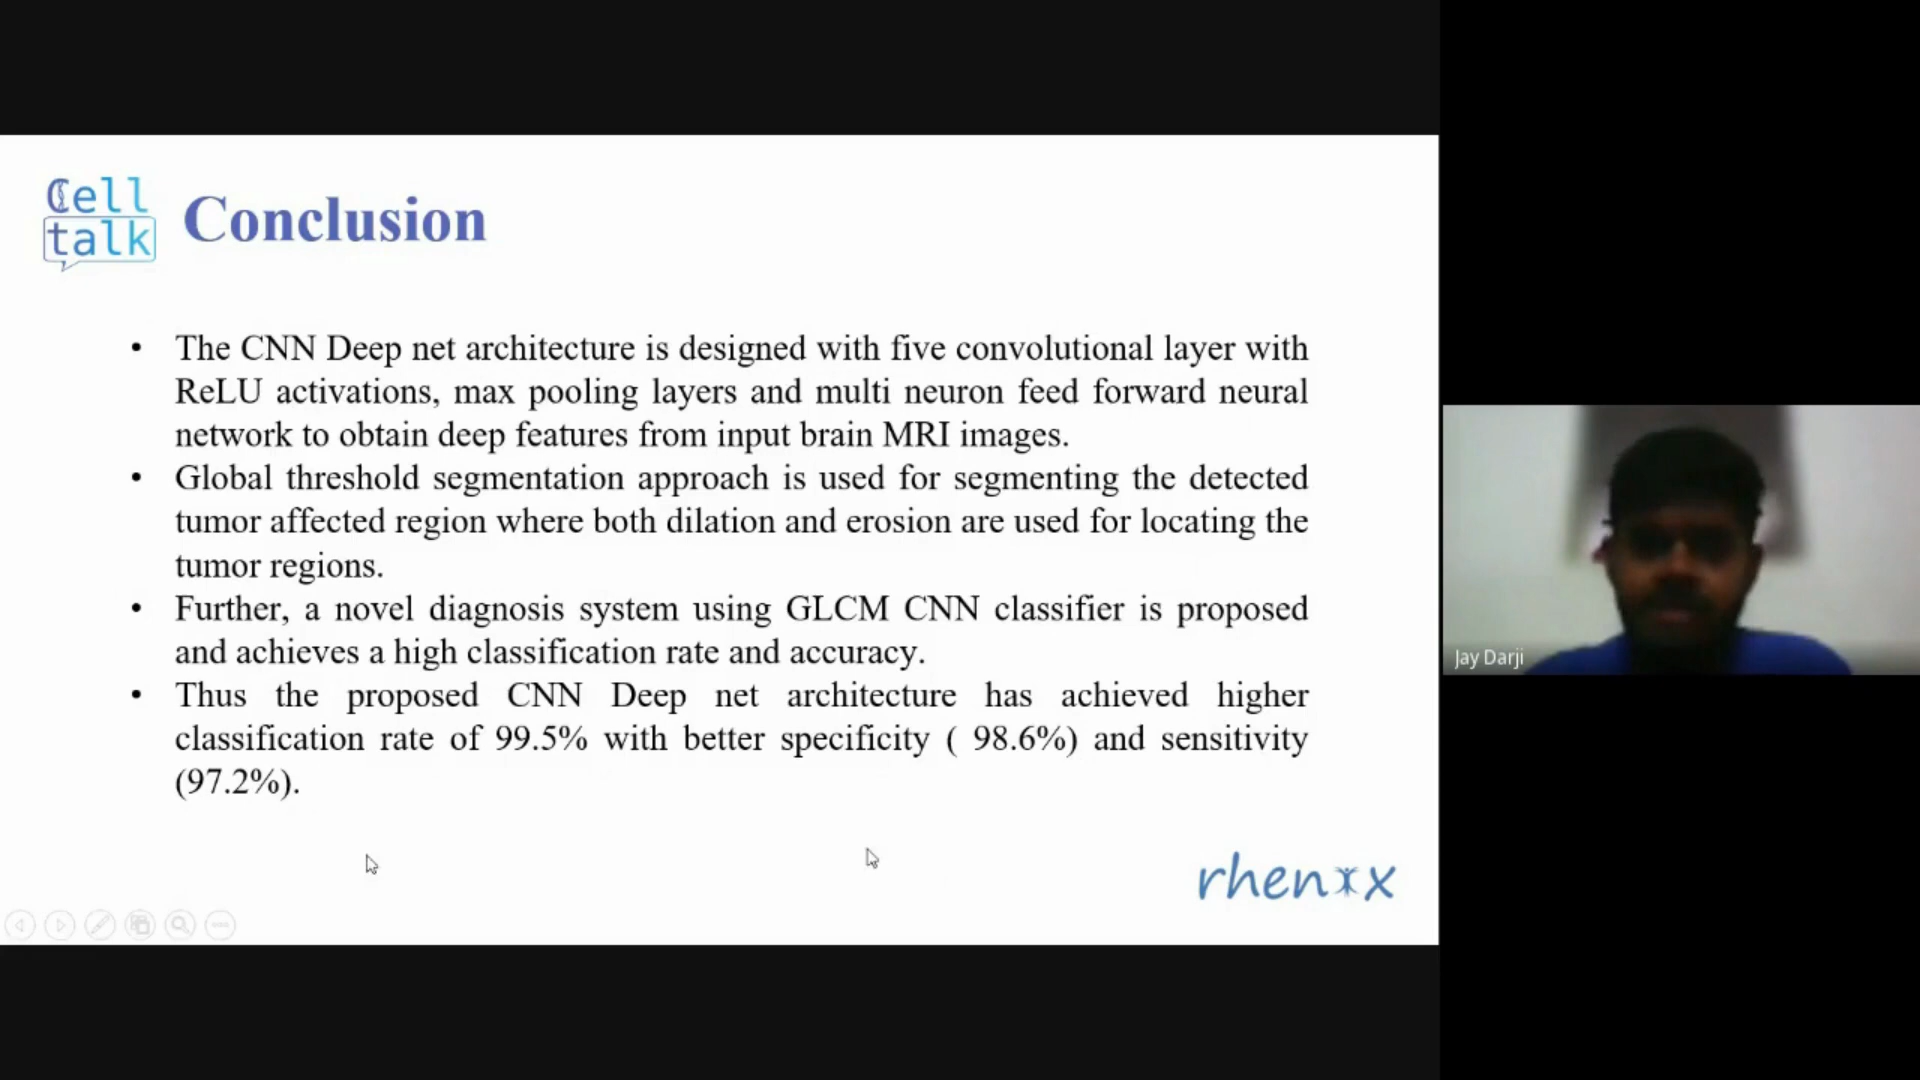 Cell
talk
Conclusion
• The CNN Deep net architecture is designed with five convolutional layer with
ReLU activations, max pooling layers and multi neuron feed forward neural
network to obtain deep features from input brain MRI images.
• Global threshold segmentation approach is used for segmenting the detected
tumor affected region where both dilation and erosion are used for locating the
tumor regions.
• Further, a novel diagnosis system using GLCM CNN classifier is proposed
and achieves a high classification rate and accuracy.
• Thus the proposed CNN Deep net architecture has achieved higher
classification rate of 99.5% with better specificity ( 98.6%) and sensitivity
(97.2%).
rhenix
Jay Darji